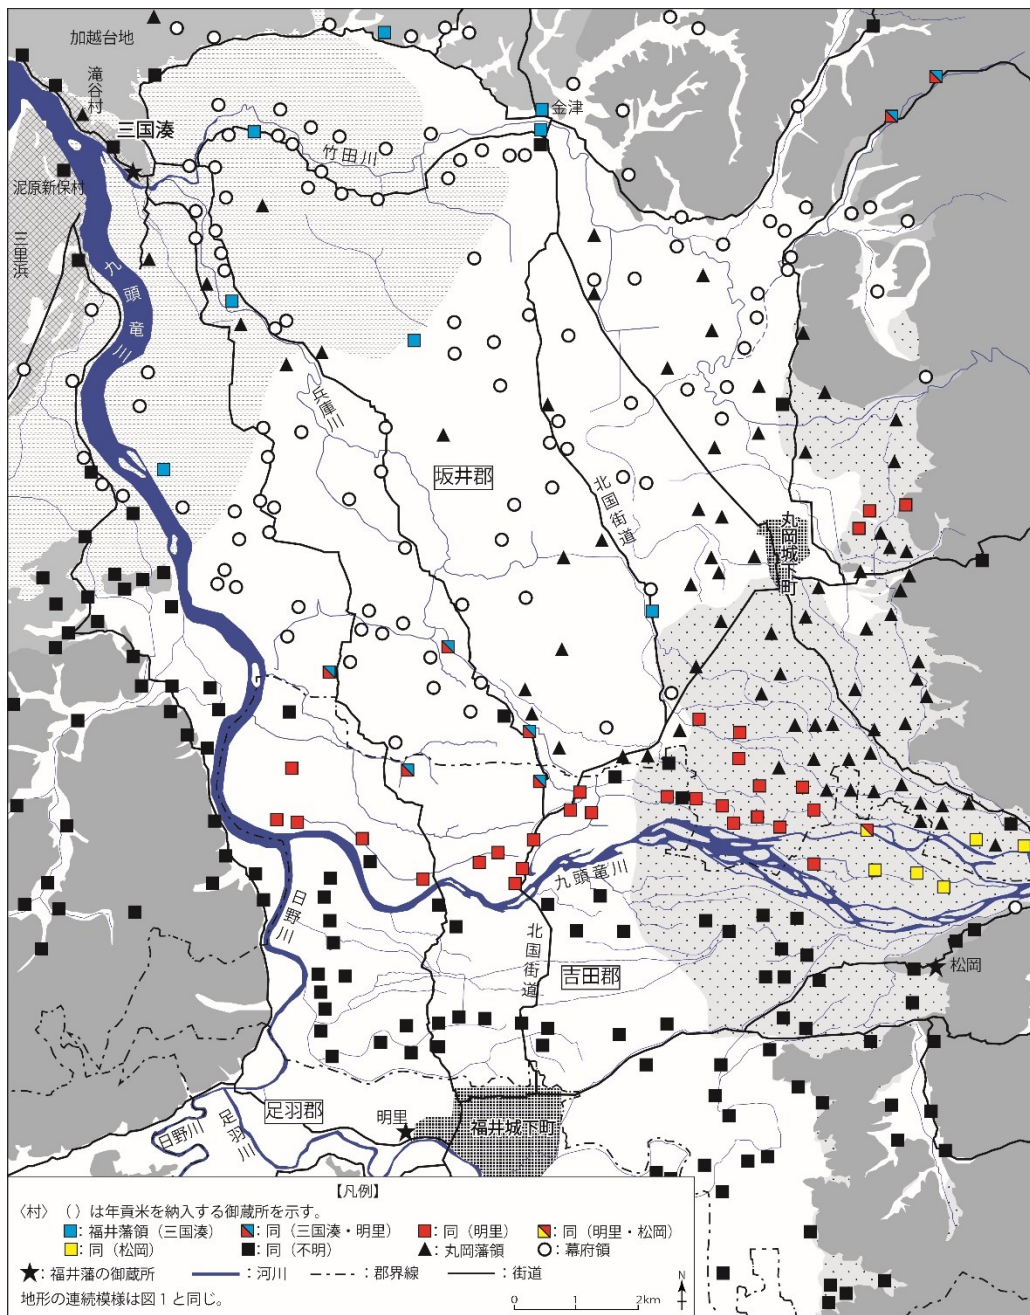 加越台地
滝谷村
三国湊
泥原新保村
三里浜
九頭竜川
竹田川
金津
兵庫川
坂井郡
北国街道
丸岡城下町
九頭竜川
日野川
北国街道
吉田郡
松岡
足羽郡
明里
福井城下町
日野川
足羽川
【凡例】
〈村〉（ ）は年貢米を納入する御蔵所を示す。
：福井藩領（三国湊） ：同（三国湊・明里） ：同（明里） ：同（明里・松岡）
：同（松岡） ：同（不明） ：丸岡藩領 ：幕府領
★：福井藩の御蔵所 ：河川 ：郡界線 ：街道
地形の連続模様は図1と同じ。
0 1 2km
N